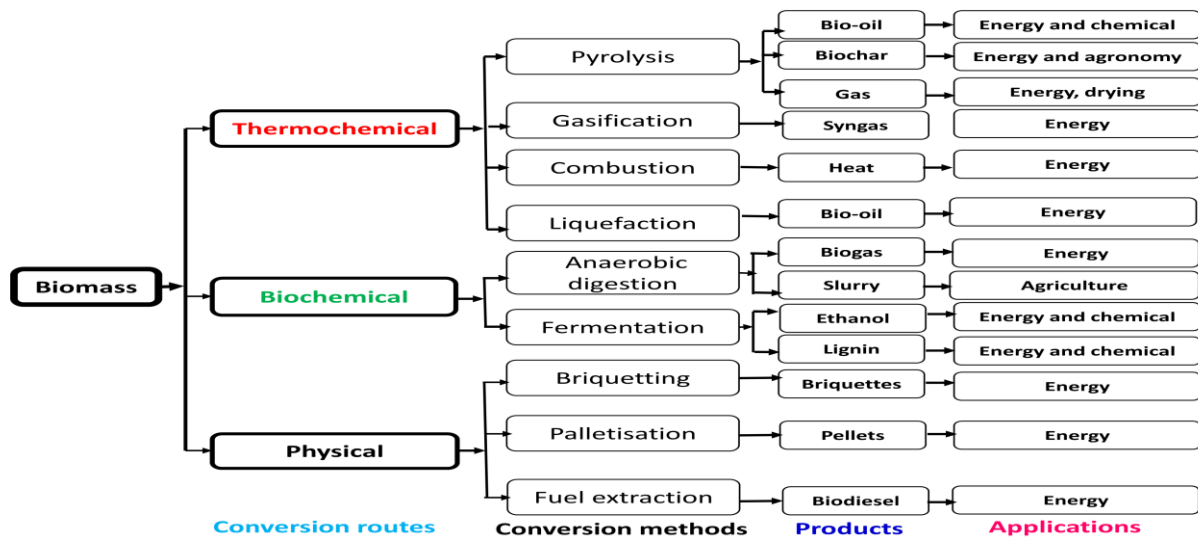 Biomass
Thermochemical
Pyrolysis
Bio-oil
Energy and chemical
Biochar
Energy and agronomy
Gas
Energy, drying
Gasification
Syngas
Energy
Combustion
Heat
Energy
Liquefaction
Bio-oil
Energy
Biochemical
Anaerobic
digestion
Biogas
Energy
Slurry
Agriculture
Fermentation
Ethanol
Energy and chemical
Lignin
Energy and chemical
Physical
Briquetting
Briquettes
Energy
Palletisation
Pellets
Energy
Fuel extraction
Biodiesel
Energy
Conversion routes
Conversion methods
Products
Applications